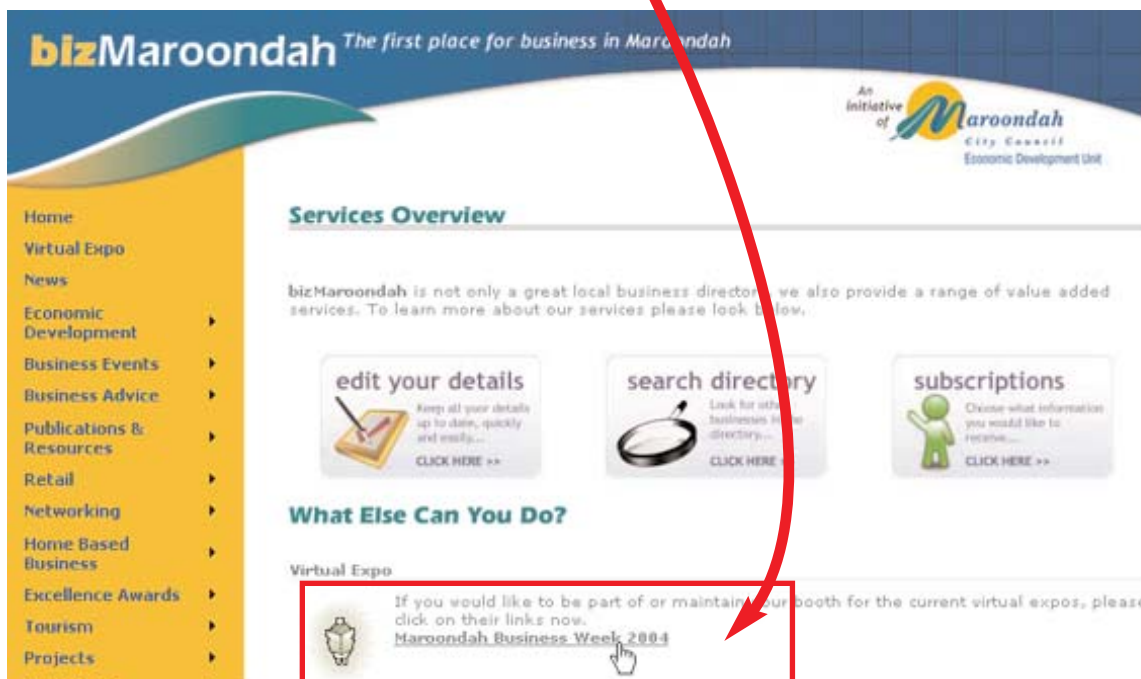 bizMaroondah The first place for business in Maroondah
An
initiative
of
Maroondah
City Council
Economic Development Unit
Home
Virtual Expo
News
Economic
Development
Business Events
Business Advice
Publications &
Resources
Retail
Networking
Home Based
Business
Excellence Awards
Tourism
Projects
Services Overview
bizMaroondah is not only a great local business directory we also provide a range of value added
services. To learn more about our services please look below.
edit your details
Keep all your details
up to date, quickly
and easily...
CLICK HERE >>
search directory
Look for other
businesses in the
directory...
CLICK HERE >>
subscriptions
Choose what information
you would like to
receive...
CLICK HERE >>
What Else Can You Do?
Virtual Expo
If you would like to be part of or maintain your booth for the current virtual expos, please
click on their links now.
Maroondah Business Week 2004